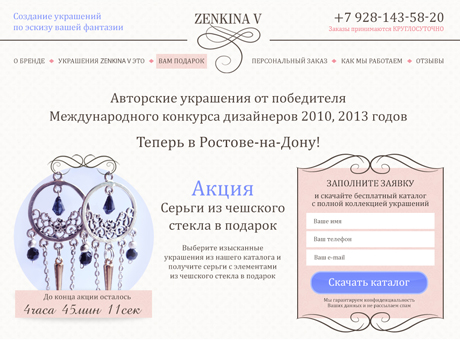 Создание украшений
по эскизу вашей фантазии
ZENKINA V
+7 928-143-58-20
Заказы принимаются КРУГЛОСУТОЧНО
О БРЕНДЕ
УКРАШЕНИЯ ZENKINA V ЭТО
ВАМ ПОДАРОК
ПЕРСОНАЛЬНЫЙ ЗАКАЗ
КАК МЫ РАБОТАЕМ
ОТЗЫВЫ
Авторские украшения от победителя
Международного конкурса дизайнеров 2010, 2013 годов
Теперь в Ростове-на-Дону!
До конца акции осталось
4часа 45мин 11сек
Акция
Серьги из чешского
стекла в подарок
Выберите изысканные
украшения из нашего каталога и
получите серьги с элементами
из чешского стекла в подарок
ЗАПОЛНИТЕ ЗАЯВКУ
и скачайте бесплатный каталог
с полной коллекцией украшений
Ваше имя
Ваш телефон
Ваш e-mail
Скачать каталог
Мы гарантируем конфиденциальность
Ваших данных и не рассылаем спам